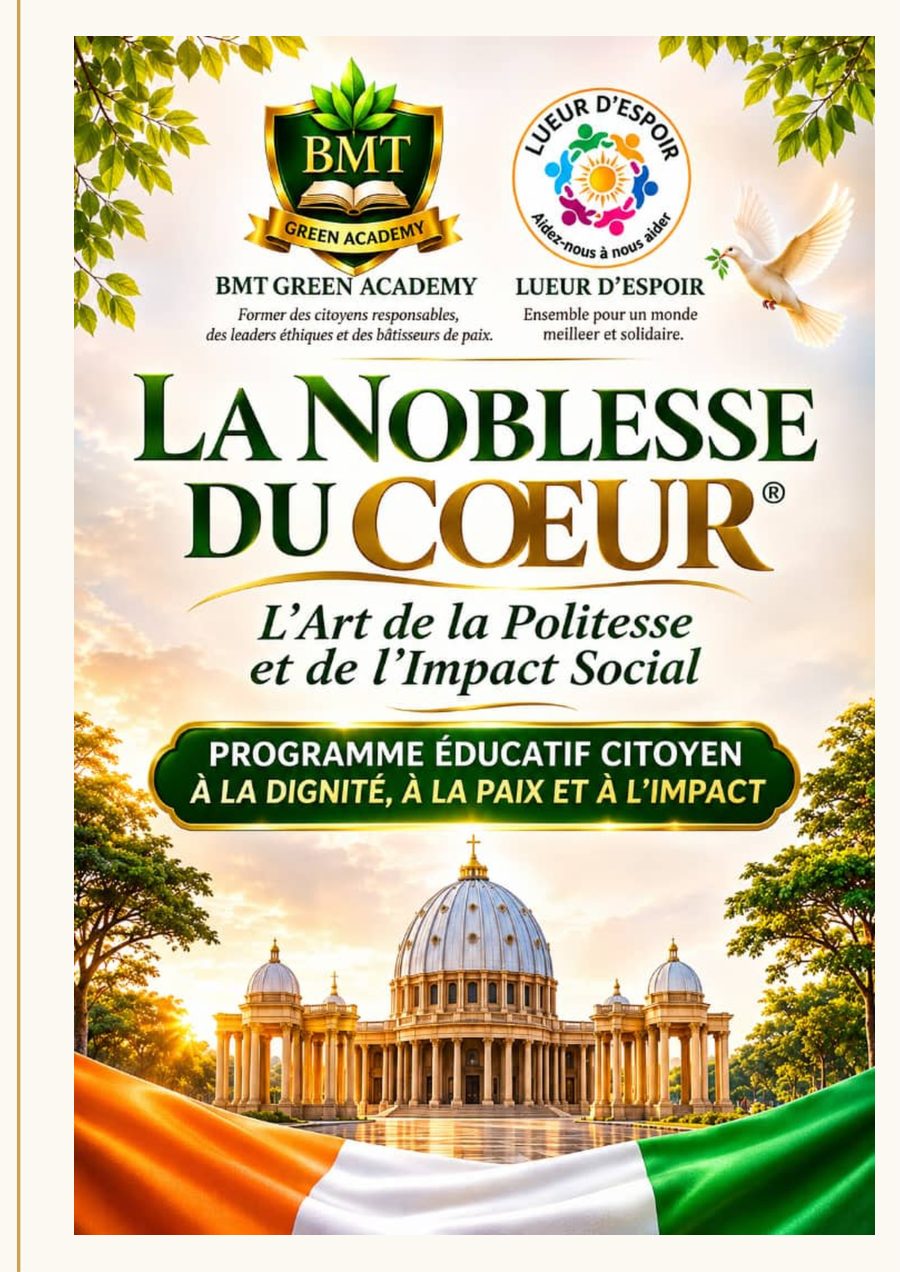 BMT
GREEN ACADEMY
BMT GREEN ACADEMY
Former des citoyens responsables,
des leaders éthiques et des bâtisseurs de paix.
LUEUR D'ESPOIR
Aidez-nous à nous aider
LUEUR D'ESPOIR
Ensemble pour un monde
meilleer et solidaire.
LA NOBLESSE
DU COEUR®
L'Art de la Politesse
et de l'Impact Social
PROGRAMME ÉDUCATIF CITOYEN
À LA DIGNITÉ, À LA PAIX ET À L'IMPACT